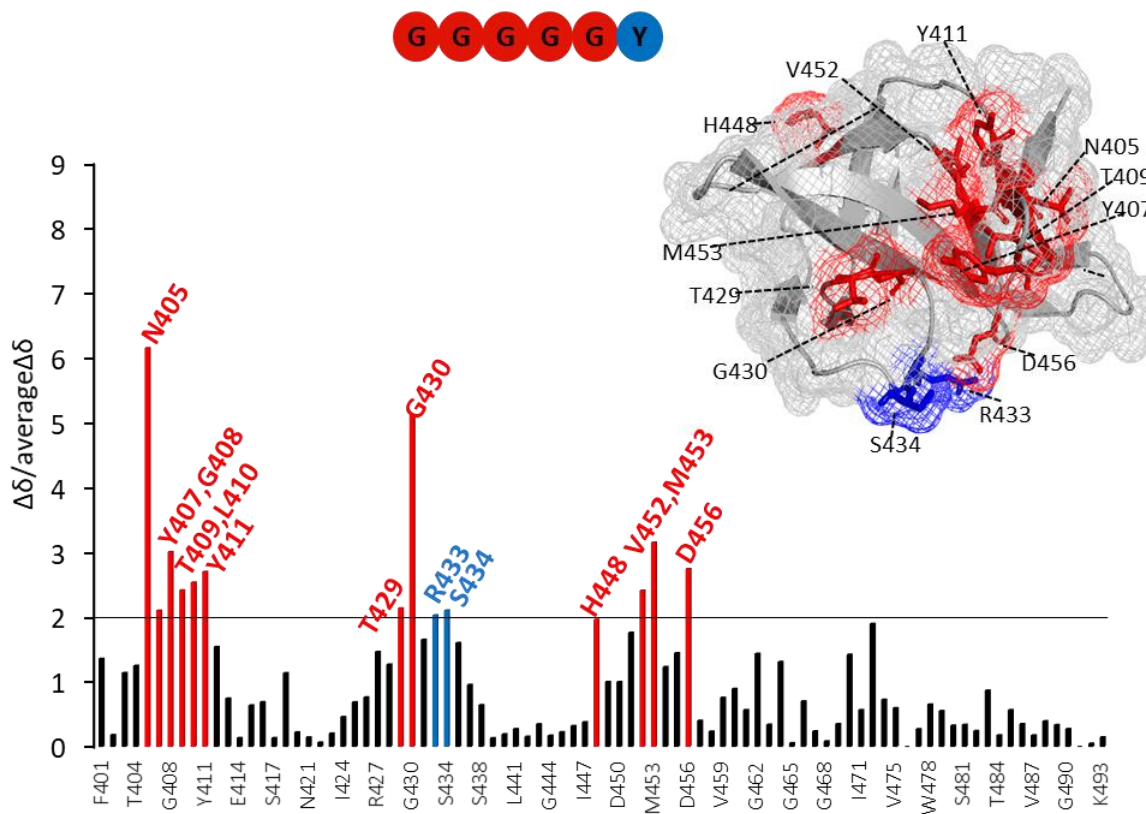 G G G G G Y
Y411
V452
H448
N405
T409
Y407
M453
T429
G430
D456
R433
S434
Δδ/averageΔδ
9
8
7
6
5
4
3
2
1
0
N405
Y407,G408
T409,L410
Y411
T429
G430
R433
S434
H448
V452,M453
D456
F401
T404
G408
Y411
E414
S417
N421
I424
R427
G430
S434
S438
L441
G444
I447
D450
M453
D456
V459
G462
G465
G468
I471
V475
W478
S481
T484
V487
G490
K493